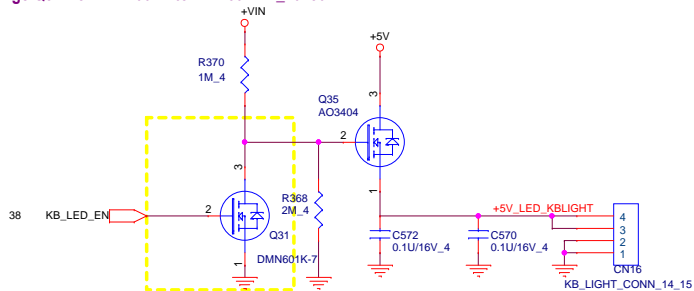 +VIN
+5V
R370
1M_4
Q35
AO3404
3
2
1
3
R368
2M_4
38
KB_LED_EN
2
Q31
1
DMN601K-7
+5V_LED_KBLIGHT
C572
0.1U/16V_4
C570
0.1U/16V_4
4
3
2
1
CN16
KB_LIGHT_CONN_14_15